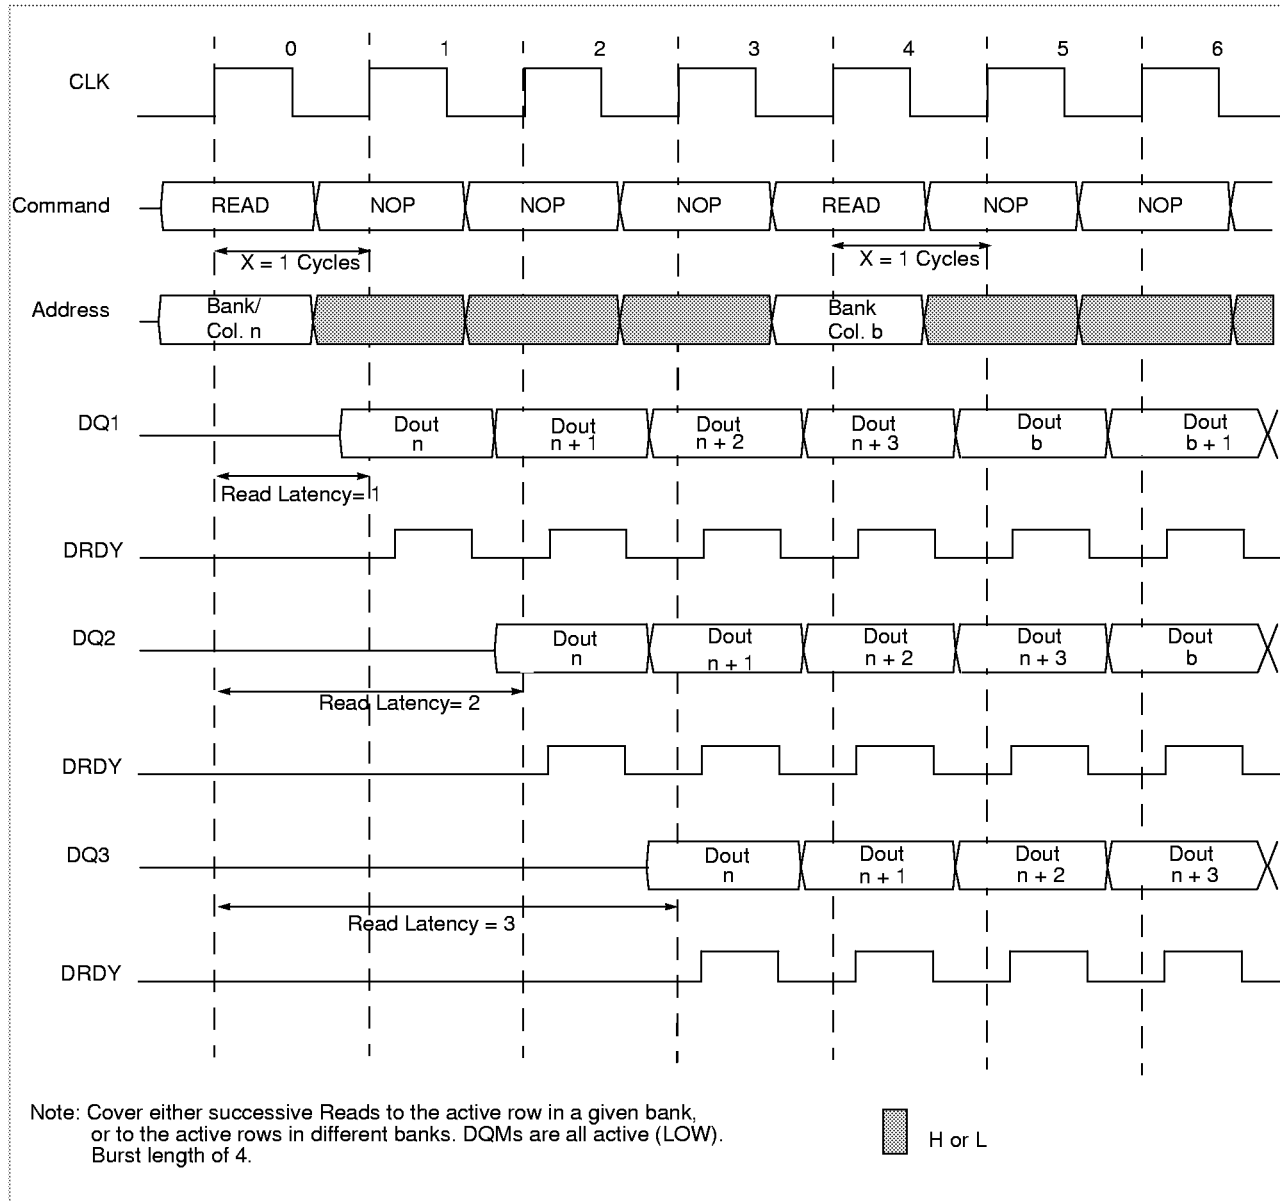 0 1 2 3 4 5 6
CLK
Command READ NOP NOP NOP READ NOP NOP
X = 1 Cycles X = 1 Cycles
Address Bank/ Bank
Col. n Col. b
DQ1 Dout Dout Dout Dout Dout Dout
n n + 1 n + 2 n + 3 b b + 1
Read Latency= 1
DRDY
DQ2 Dout Dout Dout Dout Dout
n n + 1 n + 2 n + 3 b
Read Latency= 2
DRDY
DQ3 Dout Dout Dout Dout
n n + 1 n + 2 n + 3
Read Latency = 3
DRDY
Note: Cover either successive Reads to the active row in a given bank,
or to the active rows in different banks. DQMs are all active (LOW).
Burst length of 4.
H or L